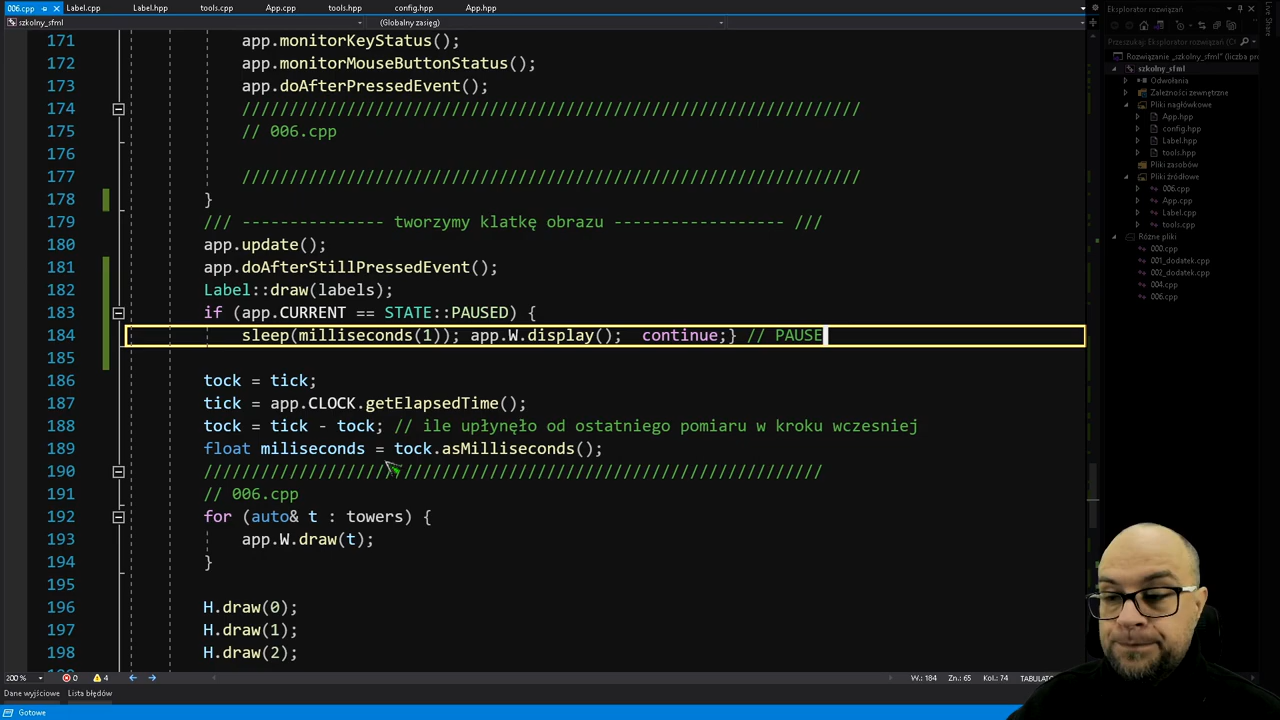 006.cpp Label.cpp Label.hpp tools.cpp App.cpp tools.hpp config.hpp App.hpp
szkolny_sfml (Globalny zasięg)
171 app.monitorKeyStatus();
172 app.monitorMouseButtonStatus();
173 app.doAfterPressedEvent();
174 /////////////////////////////////////////////////////////////////
175 // 006.cpp
176
177 /////////////////////////////////////////////////////////////////
178 }
179 /// --------------- tworzymy klatkę obrazu ------------------ ///
180 app.update();
181 app.doAfterStillPressedEvent();
182 Label::draw(labels);
183 if (app.CURRENT == STATE::PAUSED) {
184 sleep(milliseconds(1)); app.W.display();  continue;} // PAUSE
186 tock = tick;
187 tick = app.CLOCK.getElapsedTime();
188 tock = tick - tock; // ile upłynęło od ostatniego pomiaru w kroku wczesniej
189 float miliseconds = tock.asMilliseconds();
190 /////////////////////////////////////////////////////////////////
191 // 006.cpp
192 for (auto& t : towers) {
193 app.W.draw(t);
194 }
195
196 H.draw(0);
197 H.draw(1);
198 H.draw(2);
200 % 0 4 W.: 184 Zn.: 65 Kol.: 74 TABULATO
Dane wyjściowe Lista błędów
Gotowe
Eksplorator rozwiązań
Przeszukaj: Eksplorator rozwiązań (
Rozwiązanie „szkolny_sfml” (liczba pr
szkolny_sfml
Odwołania
Zależności zewnętrzne
Pliki nagłówkowe
App.hpp
config.hpp
Label.hpp
tools.hpp
Pliki zasobów
Pliki źródłowe
006.cpp
App.cpp
Label.cpp
tools.cpp
Różne pliki
000.cpp
001_dodatek.cpp
002_dodatek.cpp
004.cpp
006.cpp
Live Share